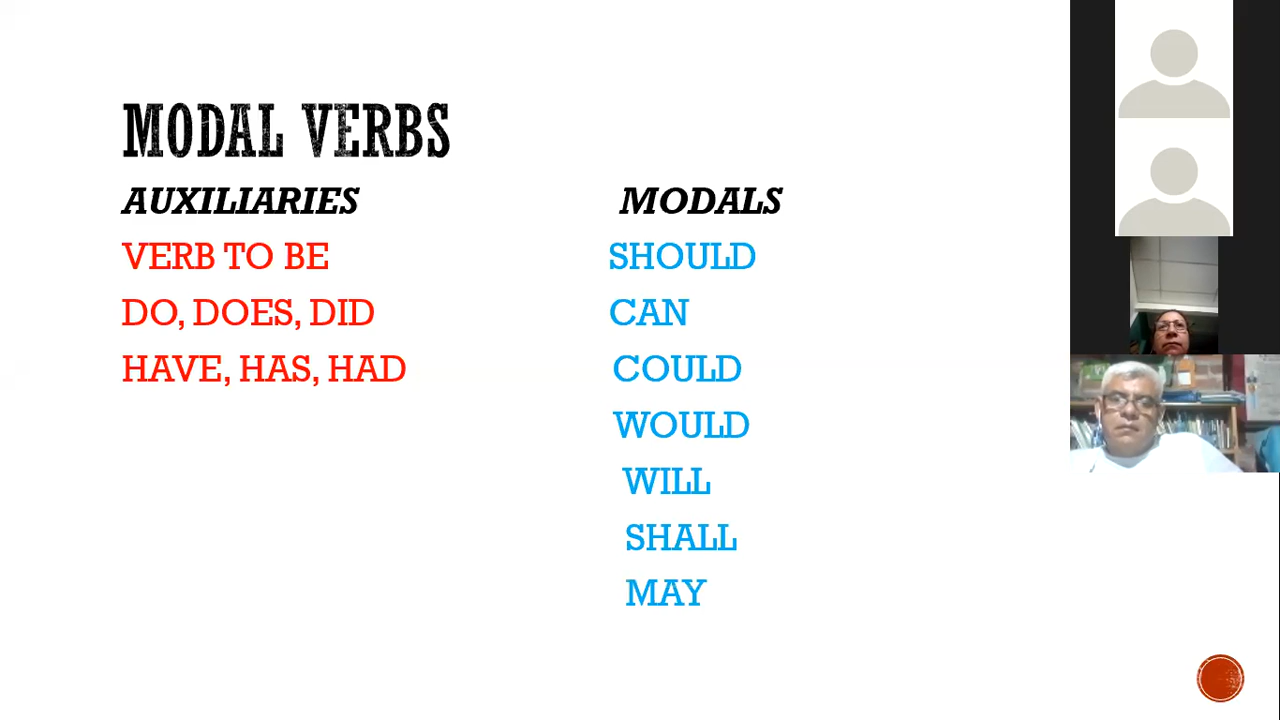 MODAL VERBS
AUXILIARIES MODALS
VERB TO BE SHOULD
DO, DOES, DID CAN
HAVE, HAS, HAD COULD
WOULD
WILL
SHALL
MAY